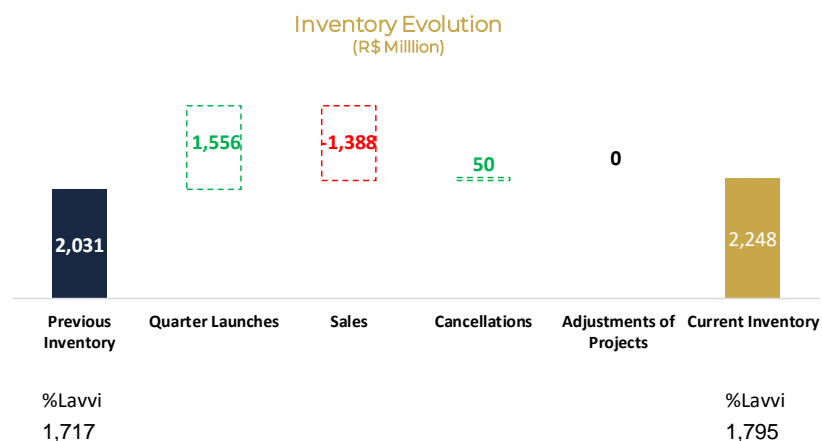 Inventory Evolution
(R$ Milllion)
1,556
-1,388
50
0
2,031
2,248
Previous
Inventory
Quarter Launches
Sales
Cancellations
Adjustments of
Projects
Current Inventory
%Lavvi
1,717
%Lavvi
1,795